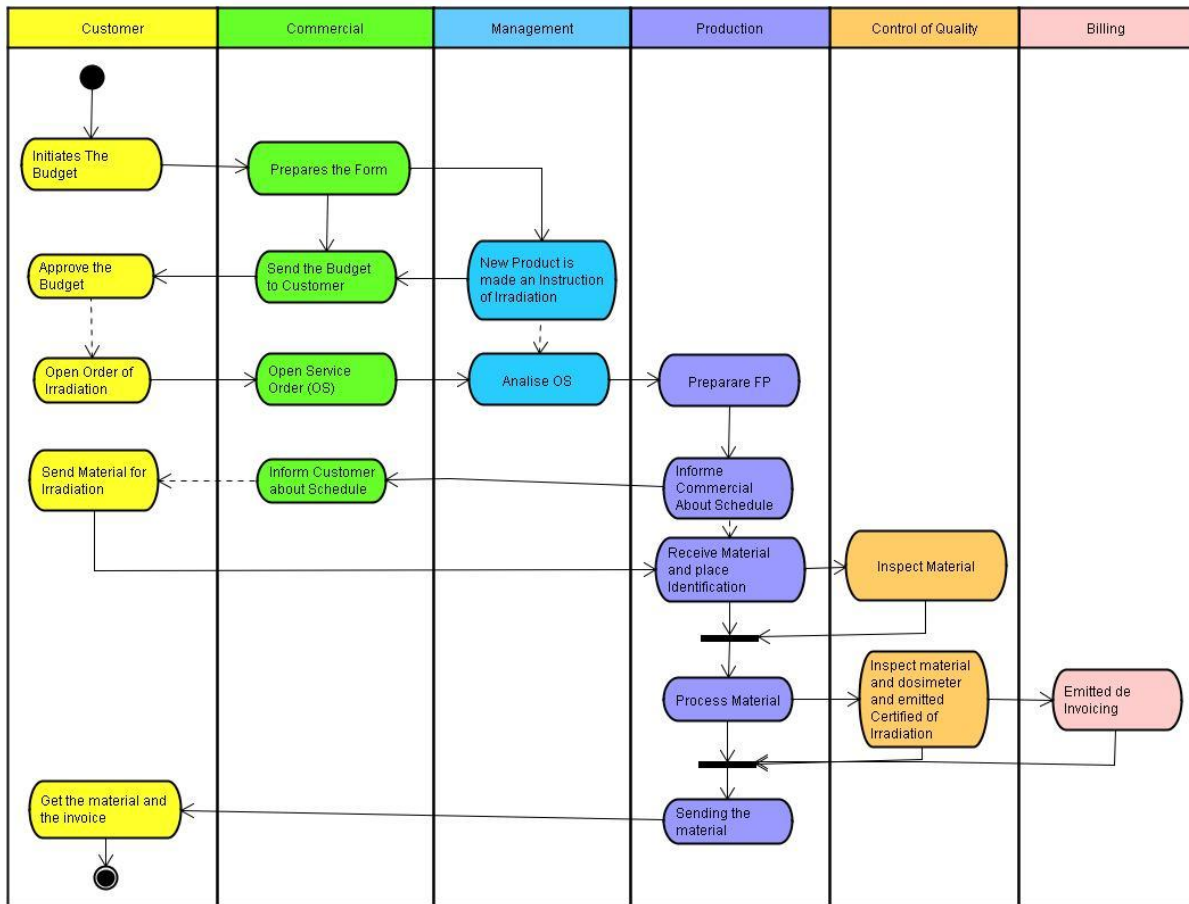 Customer
Commercial
Management
Production
Control of Quality
Billing
Initiates The
Budget
Prepares the Form
Approve the
Budget
Send the Budget
to Customer
New Product is
made an Instruction
of Irradiation
Open Order of
Irradiation
Open Service
Order (OS)
Analise OS
Preparare FP
Send Material for
Irradiation
Inform Customer
about Schedule
Informe
Commercial
About Schedule
Receive Material
and place
Identification
Inspect Material
Process Material
Inspect material
and dosimeter
and emitted
Certified of
Irradiation
Emitted de
Invoicing
Get the material and
the invoice
Sending the
material